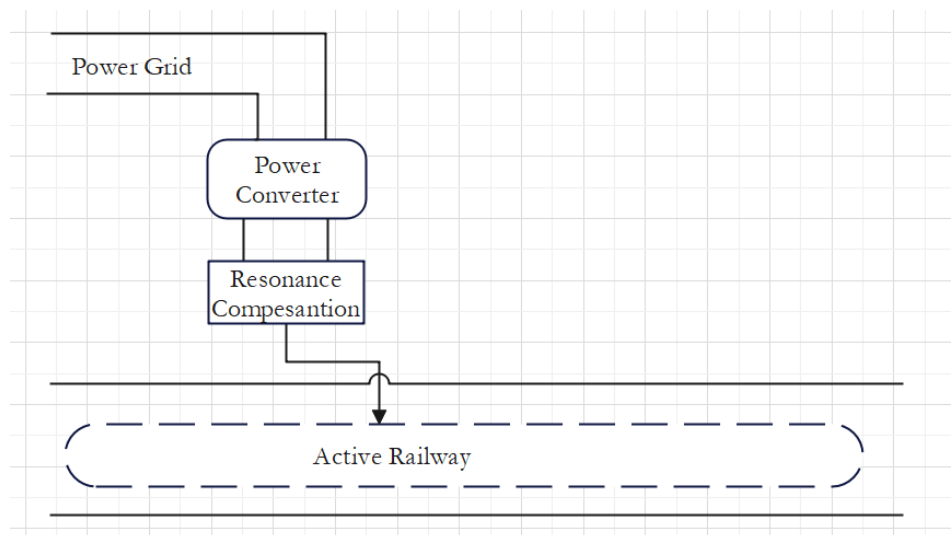 Power Grid
Power
Converter
Resonance
Compesantion
Active Railway